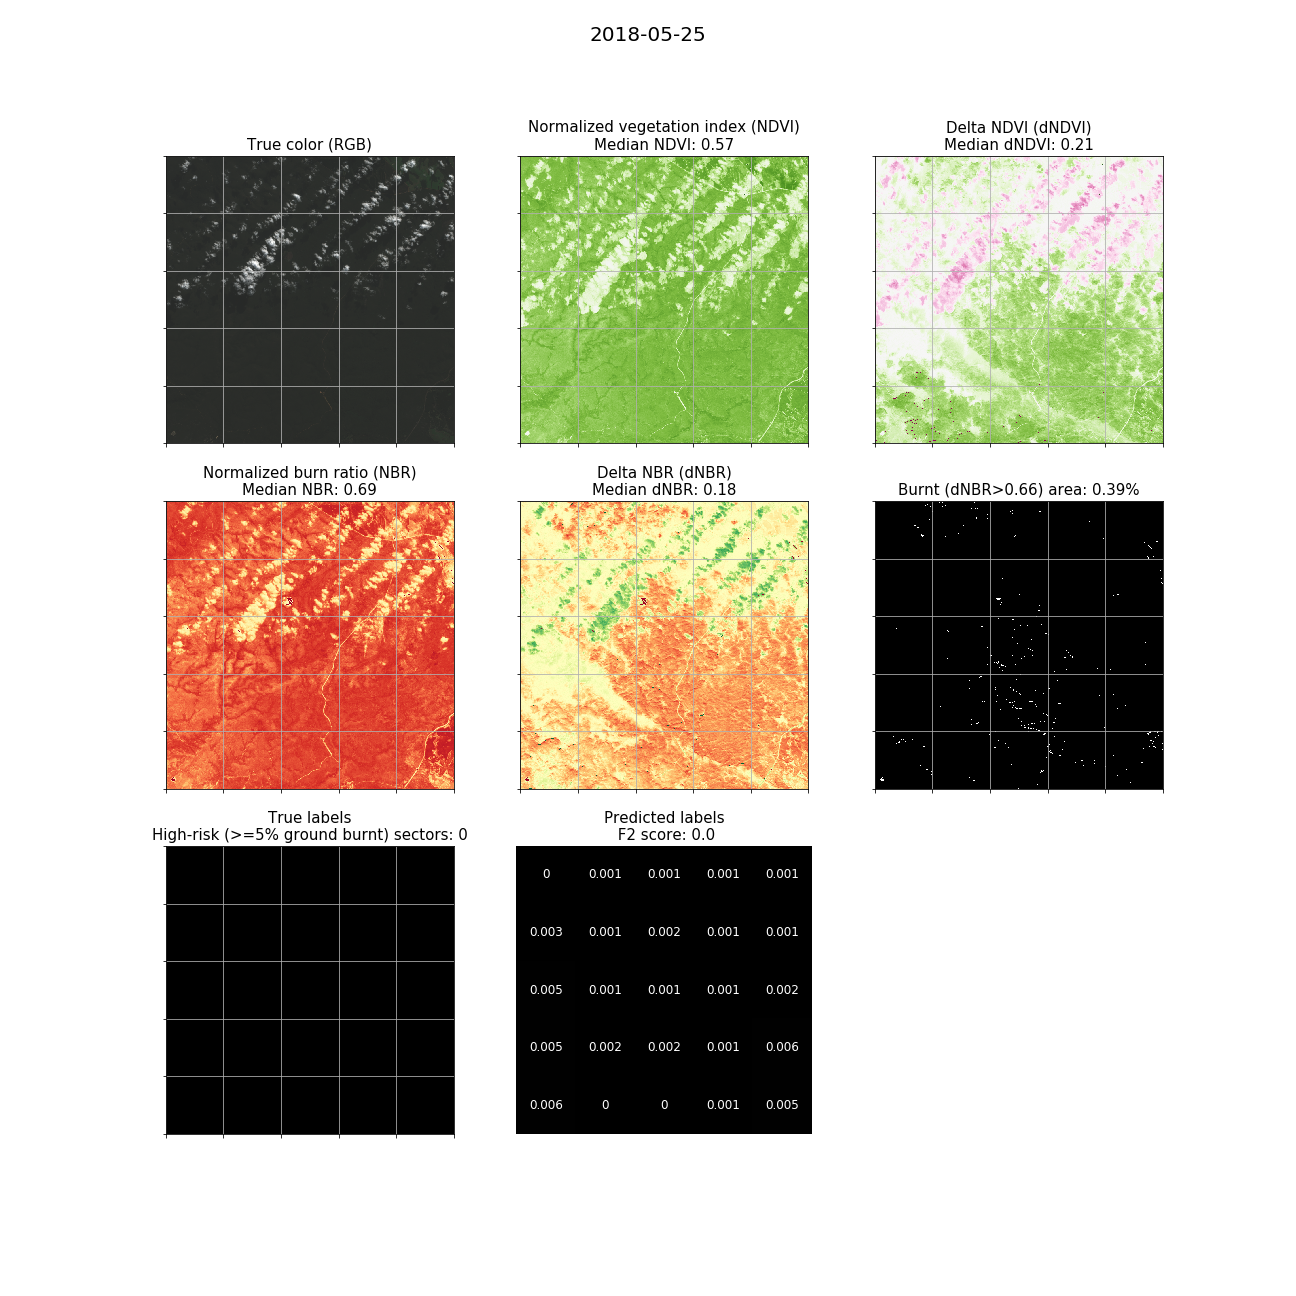 2018-05-25
True color (RGB)
Normalized vegetation index (NDVI)
Median NDVI: 0.57
Delta NDVI (dNDVI)
Median dNDVI: 0.21
Normalized burn ratio (NBR)
Median NBR: 0.69
Delta NBR (dNBR)
Median dNBR: 0.18
Burnt (dNBR>0.66) area: 0.39%
True labels
High-risk (>=5% ground burnt) sectors: 0
Predicted labels
F2 score: 0.0
0 0.001 0.001 0.001 0.001
0.003 0.001 0.002 0.001 0.001
0.005 0.001 0.001 0.001 0.002
0.005 0.002 0.002 0.001 0.006
0.006 0 0 0.001 0.005